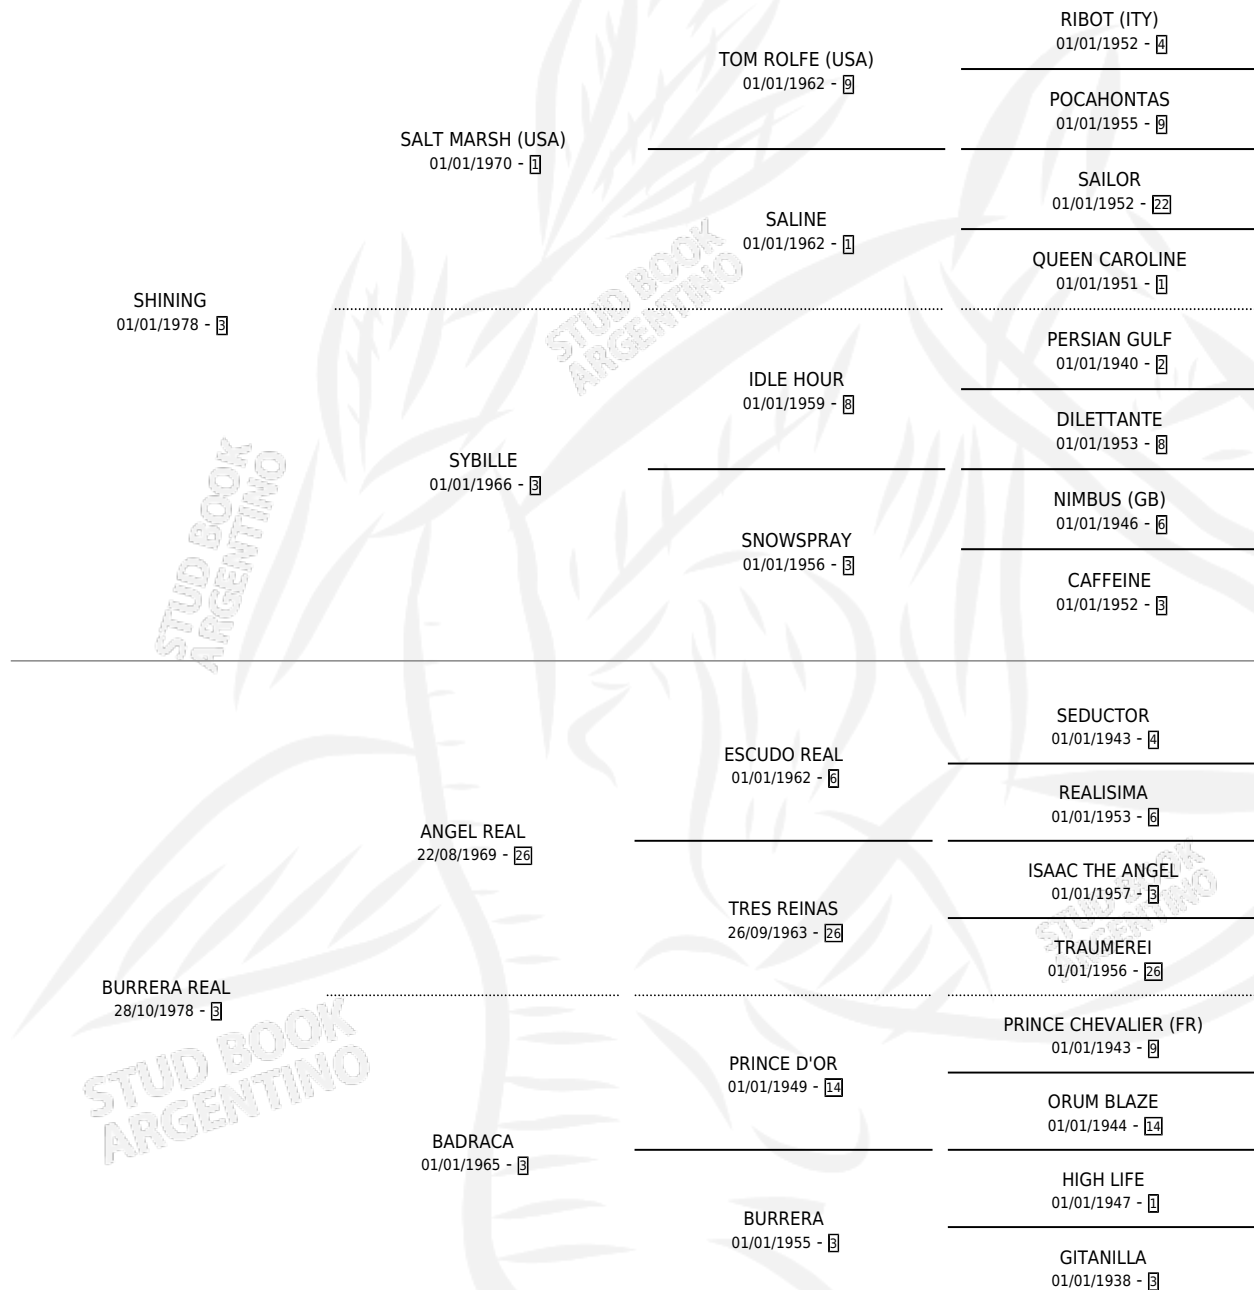 RIBOT (ITY)
01/01/1952 - 4
TOM ROLFE (USA)
01/01/1962 - 9
POCAHONTAS
01/01/1955 - 9
SALT MARSH (USA)
01/01/1970 - 1
SAILOR
01/01/1952 - 22
SALINE
01/01/1962 - 1
QUEEN CAROLINE
01/01/1951 - 1
SHINING
01/01/1978 - 3
PERSIAN GULF
01/01/1940 - 2
IDLE HOUR
01/01/1959 - 8
DILETTANTE
01/01/1953 - 8
SYBILLE
01/01/1966 - 3
NIMBUS (GB)
01/01/1946 - 6
SNOWSPRAY
01/01/1956 - 3
CAFFEINE
01/01/1952 - 3
STUD BOOK
ARGENTINO
STUD BOOK
ARGENTINO
SEDUCTOR
01/01/1943 - 4
ESCUDO REAL
01/01/1962 - 6
REALISIMA
01/01/1953 - 6
ANGEL REAL
22/08/1969 - 26
ISAAC THE ANGEL
01/01/1957 - 3
TRES REINAS
26/09/1963 - 26
TRAUMEREI
01/01/1956 - 26
BURRERA REAL
28/10/1978 - 3
PRINCE CHEVALIER (FR)
01/01/1943 - 9
PRINCE D'OR
01/01/1949 - 14
ORUM BLAZE
01/01/1944 - 14
BADRACA
01/01/1965 - 3
HIGH LIFE
01/01/1947 - 1
BURRERA
01/01/1955 - 3
GITANILLA
01/01/1938 - 3
STUD BOOK
ARGENTINO
STUD BOOK
ARGENTINO